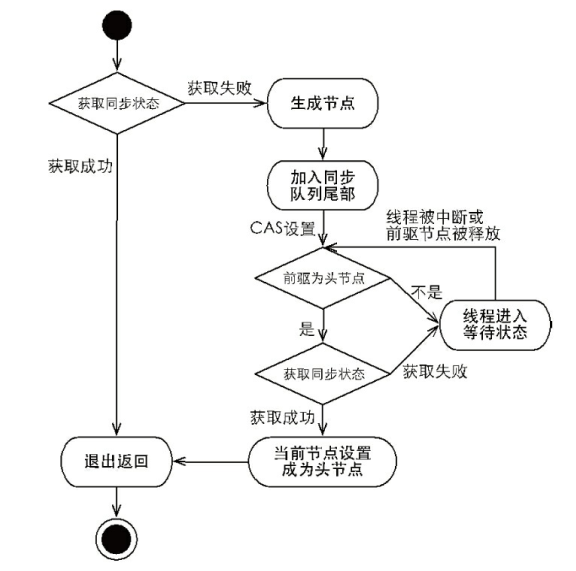 获取同步状态
获取失败
生成节点
获取成功
加入同步
队列尾部
CAS设置
线程被中断或
前驱节点被释放
前驱为头节点
不是
线程进入
等待状态
是
获取同步状态
获取失败
获取成功
退出返回
当前节点设置
成为头节点